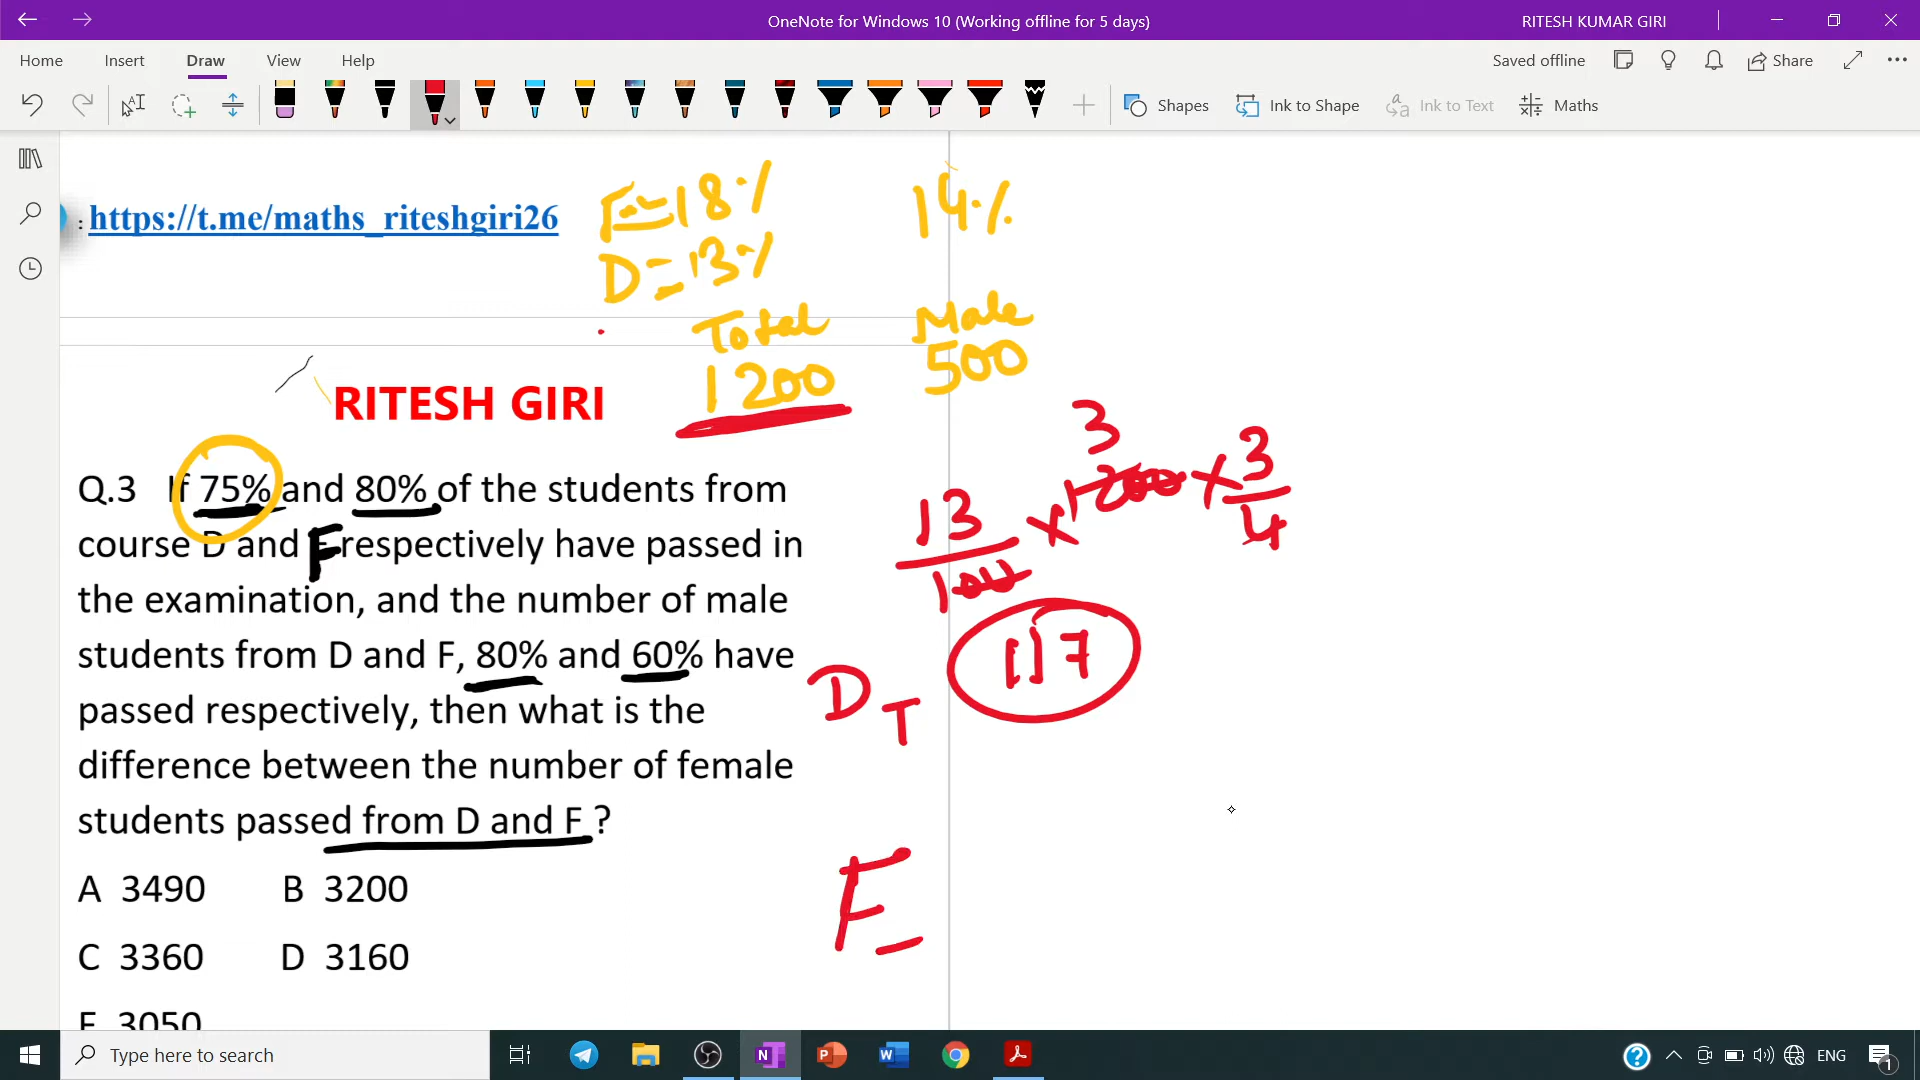 OneNote for Windows 10 (Working offline for 5 days)
RITESH KUMAR GIRI
Home Insert Draw View Help
Saved offline
Share
Shapes
Ink to Shape
Ink to Text
Maths
: https://t.me/maths_riteshgiri26
F = 18%
14%
D = 13%
Total
Male
1200
500
RITESH GIRI
Q.3 If 75% and 80% of the students from
course D and F respectively have passed in
the examination, and the number of male
students from D and F, 80% and 60% have
passed respectively, then what is the
difference between the number of female
students passed from D and F ?
A 3490 B 3200
C 3360 D 3160
E 3050
3
13/100 × 1200 × 3/4
117
D T
F
Type here to search
ENG
1